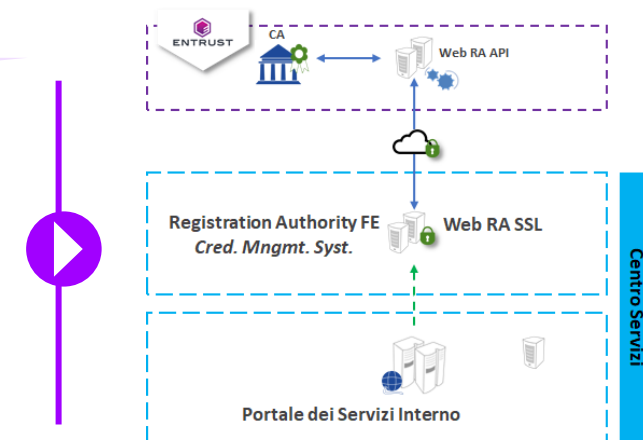 ENTRUST
CA
Web RA API
Registration Authority FE
Cred. Mngmt. Syst.
Web RA SSL
Centro Servizi
Portale dei Servizi Interno